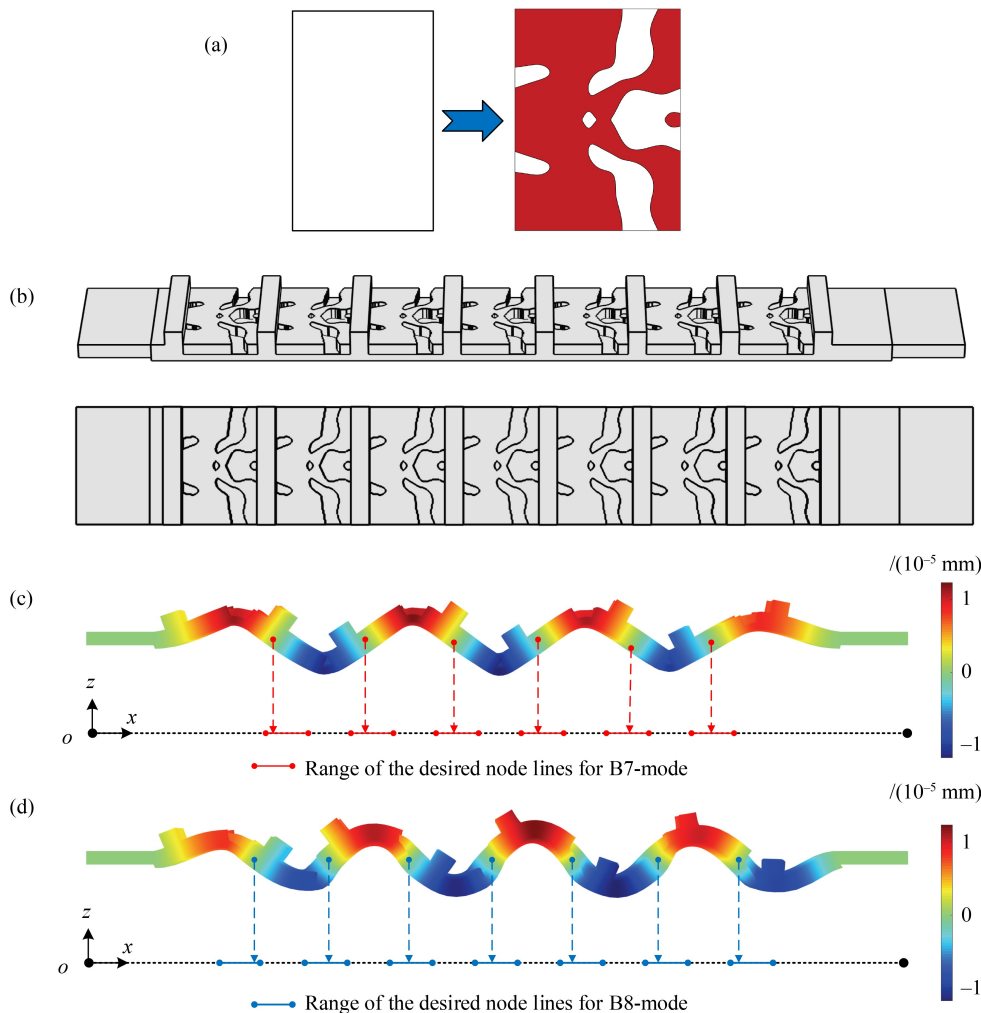 (a)
(b)
/(10⁻⁵ mm)
(c)
1
0
−1
z
x
o
Range of the desired node lines for B7-mode
/(10⁻⁵ mm)
(d)
1
0
−1
z
x
o
Range of the desired node lines for B8-mode